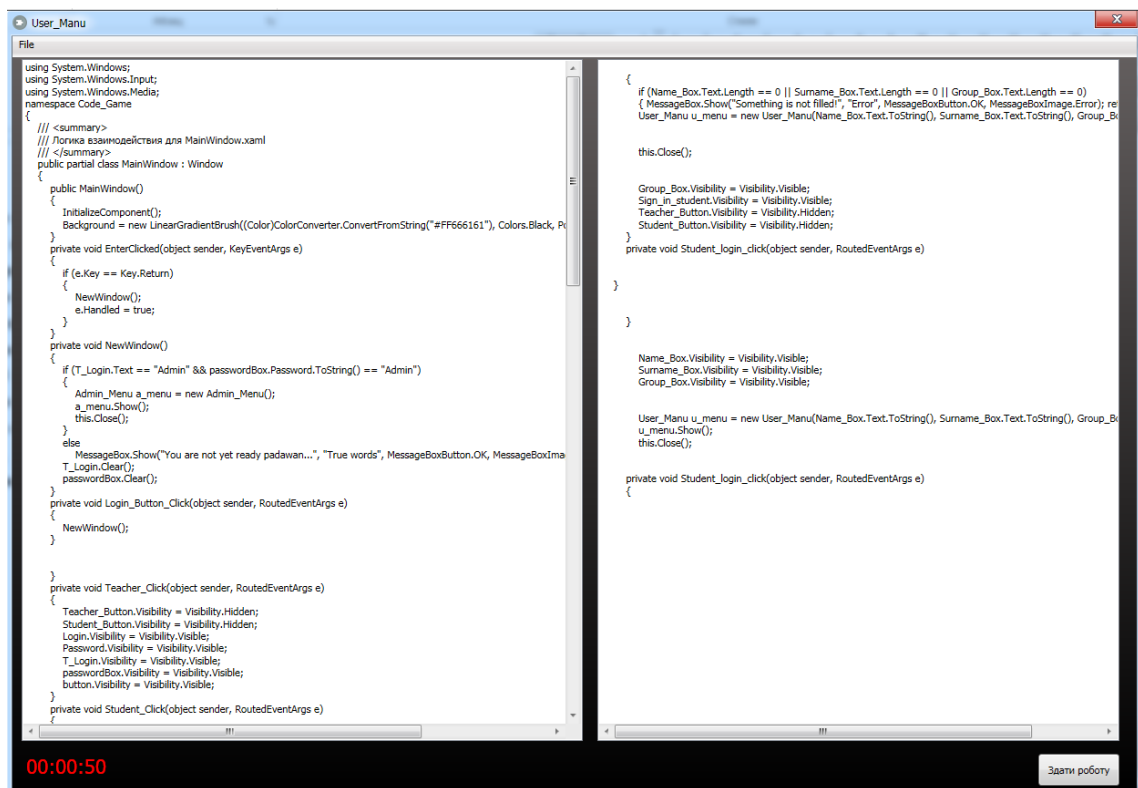 User_Manu
File
using System.Windows;
using System.Windows.Input;
using System.Windows.Media;
namespace Code_Game
{
/// <summary>
/// Логика взаимодействия для MainWindow.xaml
/// </summary>
public partial class MainWindow : Window
{
public MainWindow()
{
InitializeComponent();
Background = new LinearGradientBrush((Color)ColorConverter.ConvertFromString("#FF666161"), Colors.Black, Po
}
private void EnterClicked(object sender, KeyEventArgs e)
{
if (e.Key == Key.Return)
{
NewWindow();
e.Handled = true;
}
}
private void NewWindow()
{
if (T_Login.Text == "Admin" && passwordBox.Password.ToString() == "Admin")
{
Admin_Menu a_menu = new Admin_Menu();
a_menu.Show();
this.Close();
}
else
MessageBox.Show("You are not yet ready padawan...", "True words", MessageBoxButton.OK, MessageBoxIma
T_Login.Clear();
passwordBox.Clear();
}
private void Login_Button_Click(object sender, RoutedEventArgs e)
{
NewWindow();
}
}
private void Teacher_Click(object sender, RoutedEventArgs e)
{
Teacher_Button.Visibility = Visibility.Hidden;
Student_Button.Visibility = Visibility.Hidden;
Login.Visibility = Visibility.Visible;
Password.Visibility = Visibility.Visible;
T_Login.Visibility = Visibility.Visible;
passwordBox.Visibility = Visibility.Visible;
button.Visibility = Visibility.Visible;
}
private void Student_Click(object sender, RoutedEventArgs e)
{
{
if (Name_Box.Text.Length == 0 || Surname_Box.Text.Length == 0 || Group_Box.Text.Length == 0)
{ MessageBox.Show("Something is not filled!", "Error", MessageBoxButton.OK, MessageBoxImage.Error); ret
User_Manu u_menu = new User_Manu(Name_Box.Text.ToString(), Surname_Box.Text.ToString(), Group_Bo
this.Close();
Group_Box.Visibility = Visibility.Visible;
Sign_in_student.Visibility = Visibility.Visible;
Teacher_Button.Visibility = Visibility.Hidden;
Student_Button.Visibility = Visibility.Hidden;
}
private void Student_login_click(object sender, RoutedEventArgs e)
}
}
Name_Box.Visibility = Visibility.Visible;
Surname_Box.Visibility = Visibility.Visible;
Group_Box.Visibility = Visibility.Visible;
User_Manu u_menu = new User_Manu(Name_Box.Text.ToString(), Surname_Box.Text.ToString(), Group_Bo
u_menu.Show();
this.Close();
private void Student_login_click(object sender, RoutedEventArgs e)
{
00:00:50
Здати роботу